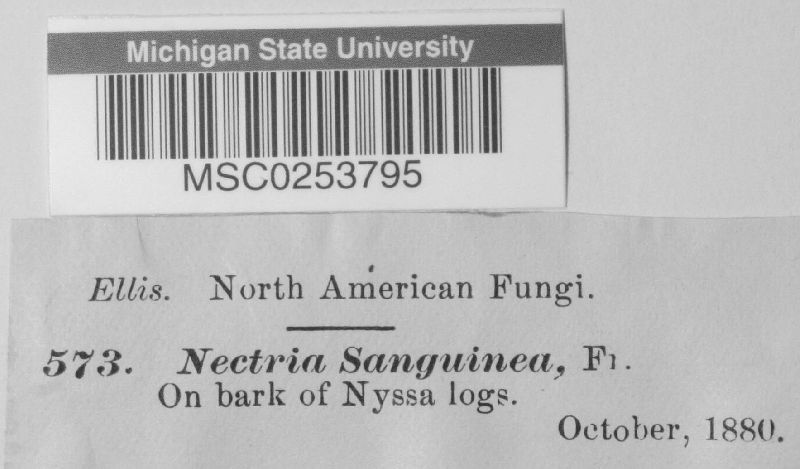 Michigan State University
MSC0253795
Ellis. North American Fungi.
573. Nectria Sanguinea, Fr.
On bark of Nyssa logs.
October, 1880.